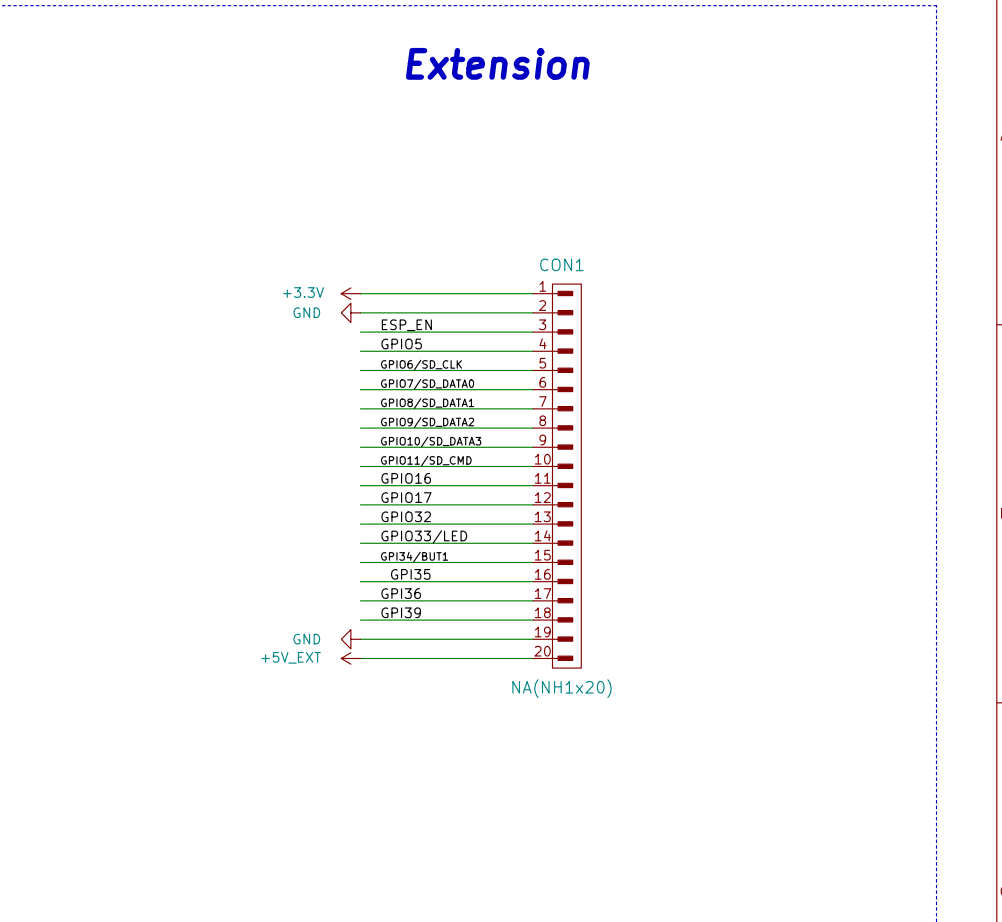 Extension
CON1
+3.3V 1
GND 2
ESP_EN 3
GPIO5 4
GPIO6/SD_CLK 5
GPIO7/SD_DATA0 6
GPIO8/SD_DATA1 7
GPIO9/SD_DATA2 8
GPIO10/SD_DATA3 9
GPIO11/SD_CMD 10
GPIO16 11
GPIO17 12
GPIO32 13
GPIO33/LED 14
GPI34/BUT1 15
GPI35 16
GPI36 17
GPI39 18
GND 19
+5V_EXT 20
NA(NH1x20)